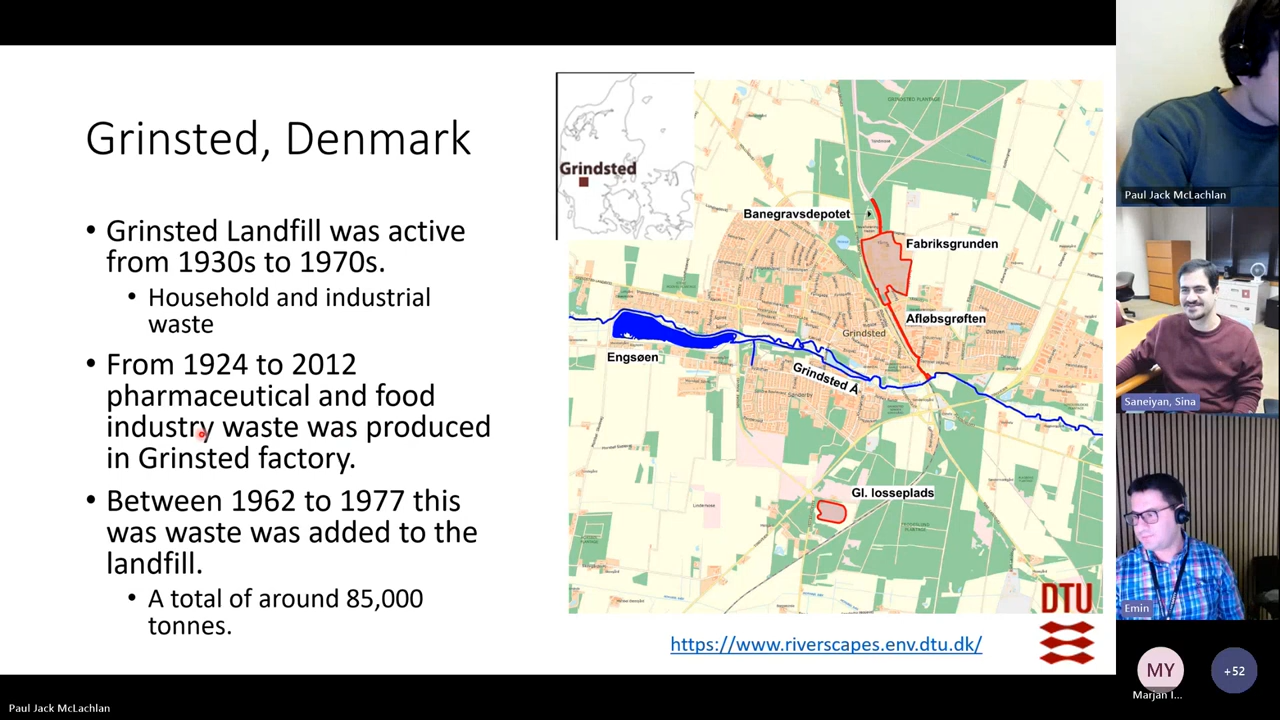 Grinsted, Denmark
• Grinsted Landfill was active
from 1930s to 1970s.
• Household and industrial
waste
• From 1924 to 2012
pharmaceutical and food
industry waste was produced
in Grinsted factory.
• Between 1962 to 1977 this
was waste was added to the
landfill.
• A total of around 85,000
tonnes.
Grindsted
Banegravsdepotet
Fabriksgrunden
Afløbsgrøften
Grindsted
Engsøen
Grindsted Å
Gl. losseplads
DTU
https://www.riverscapes.env.dtu.dk/
Paul Jack McLachlan
Saneiyan, Sina
Emin
MY
+52
Marjan I...
Paul Jack McLachlan